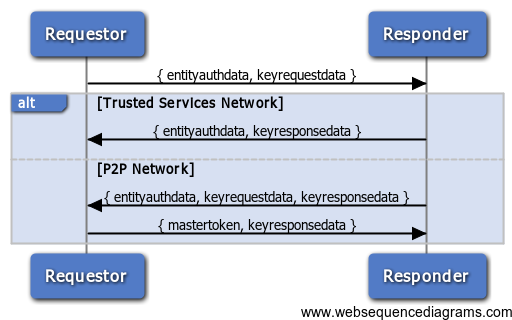 Requestor Responder
{ entityauthdata, keyrequestdata }
alt [Trusted Services Network]
{ entityauthdata, keyresponsedata }
[P2P Network]
{ entityauthdata, keyrequestdata, keyresponsedata }
{ mastertoken, keyresponsedata }
Requestor Responder
www.websequencediagrams.com